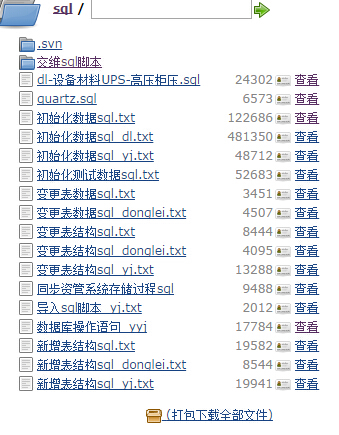 sql /
.svn
交维sql脚本
dl-设备材料UPS-高压柜压.sql 24302 查看
quartz.sql 6573 查看
初始化数据sql.txt 122686 查看
初始化数据sql_dl.txt 481350 查看
初始化数据sql_yj.txt 48712 查看
初始化测试数据sql.txt 52683 查看
变更表数据sql.txt 3451 查看
变更表数据sql_donglei.txt 4507 查看
变更表结构sql.txt 8444 查看
变更表结构sql_donglei.txt 4095 查看
变更表结构sql_yj.txt 13288 查看
同步资管系统存储过程sql 9488 查看
导入sql脚本_yj.txt 2012 查看
数据库操作语句_yyj 17784 查看
新增表结构sql.txt 19582 查看
新增表结构sql_donglei.txt 8544 查看
新增表结构sql_yj.txt 19941 查看
(打包下载全部文件)